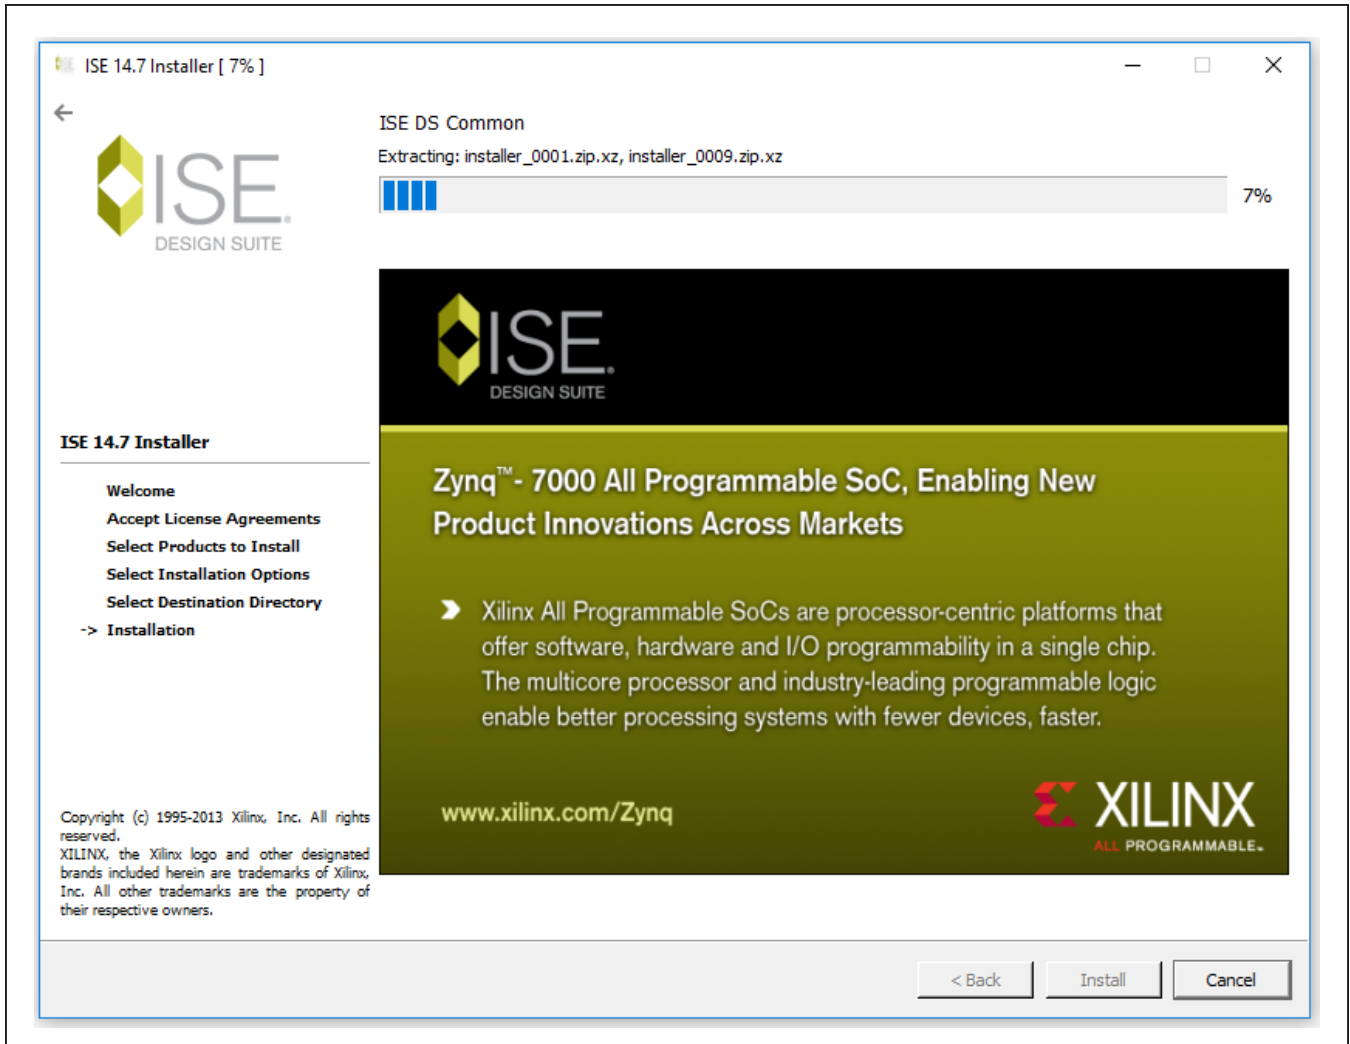 ISE 14.7 Installer [ 7% ]
ISE DS Common
Extracting: installer_0001.zip.xz, installer_0009.zip.xz
7%
ISE.
DESIGN SUITE
ISE.
DESIGN SUITE
Zynq™- 7000 All Programmable SoC, Enabling New
Product Innovations Across Markets
Xilinx All Programmable SoCs are processor-centric platforms that
offer software, hardware and I/O programmability in a single chip.
The multicore processor and industry-leading programmable logic
enable better processing systems with fewer devices, faster.
www.xilinx.com/Zynq
XILINX
ALL PROGRAMMABLE™
ISE 14.7 Installer
Welcome
Accept License Agreements
Select Products to Install
Select Installation Options
Select Destination Directory
-> Installation
Copyright (c) 1995-2013 Xilinx, Inc. All rights
reserved.
XILINX, the Xilinx logo and other designated
brands included herein are trademarks of Xilinx,
Inc. All other trademarks are the property of
their respective owners.
< Back
Install
Cancel